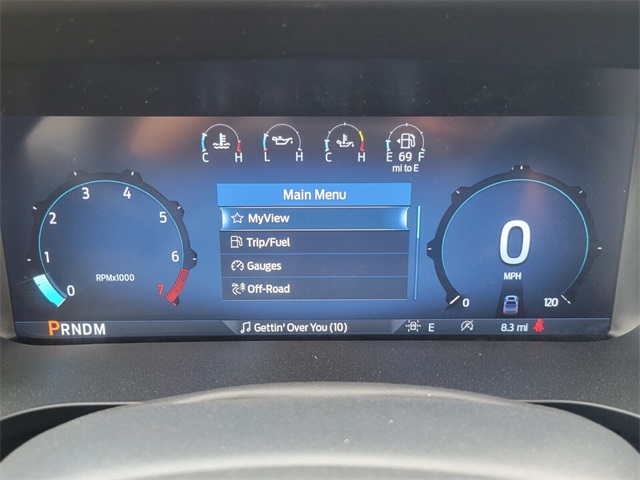 C H L H C H E 69 F
mi to E
Main Menu
MyView
Trip/Fuel
Gauges
Off-Road
0 1 2 3 4 5 6 7
RPMx1000
0
MPH
0 120
PRNDM
Gettin' Over You (10)
E
8.3 mi